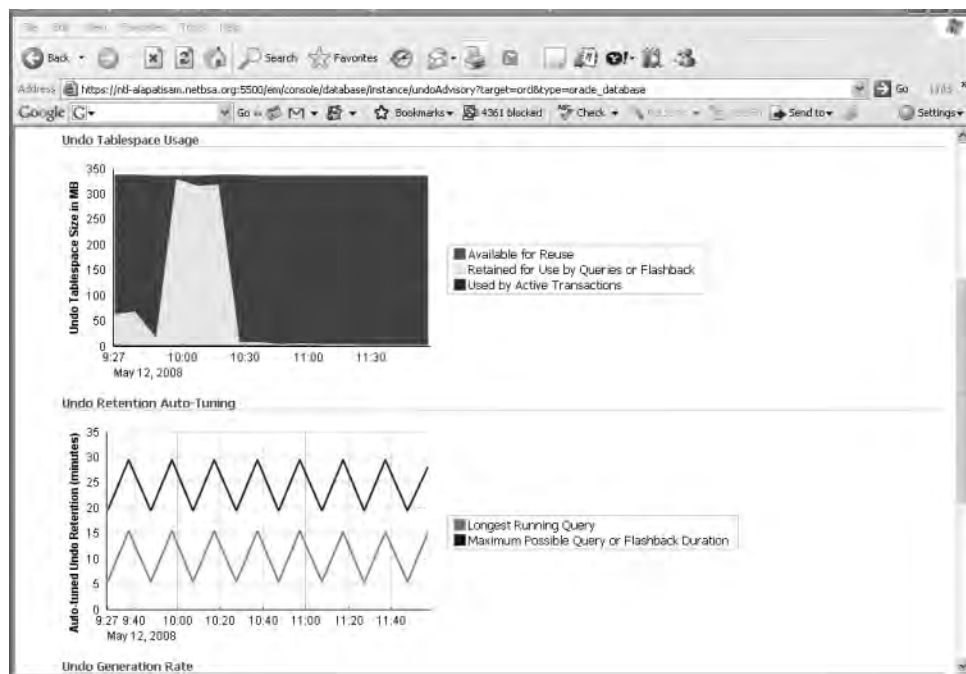 File Edit View Favorites Tools Help
Back Search Favorites
Address https://ntl-alapatisam.netbsa.org:5500/em/console/database/instance/undoAdvisory?target=orcl&type=oracle_database Go
Google G Go M Bookmarks 4361 blocked Check Send to Settings
Undo Tablespace Usage
Undo Tablespace Size in MB
350
300
250
200
150
100
50
0
9:27 10:00 10:30 11:00 11:30
May 12, 2008
Available for Reuse
Retained for Use by Queries or Flashback
Used by Active Transactions
Undo Retention Auto-Tuning
Auto-tuned Undo Retention (minutes)
35
30
25
20
15
10
5
0
9:27 9:40 10:00 10:20 10:40 11:00 11:20 11:40
May 12, 2008
Longest Running Query
Maximum Possible Query or Flashback Duration
Undo Generation Rate